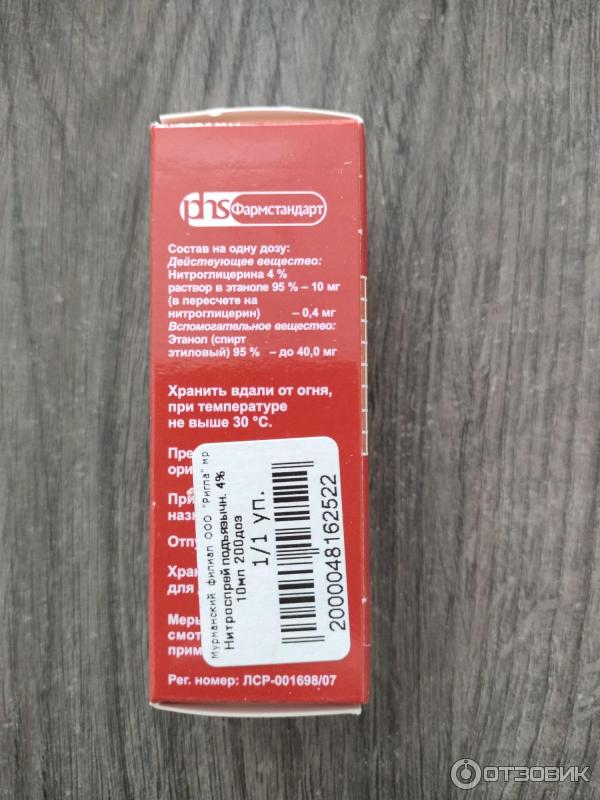 phs Фармстандарт
Состав на одну дозу:
Действующее вещество:
Нитроглицерина 4 %
раствор в этаноле 95 % – 10 мг
(в пересчете на
нитроглицерин) – 0,4 мг
Вспомогательное вещество:
Этанол (спирт
этиловый) 95 % – до 40,0 мг
Хранить вдали от огня,
при температуре
не выше 30 °С.
Мурманский филиал ООО "Ригла" мр
Нитроспрей подъязычн. 4%
10мл 200доз
1/1 уп.
2000048162522
Рег. номер: ЛСР-001698/07
ОТЗОВИК